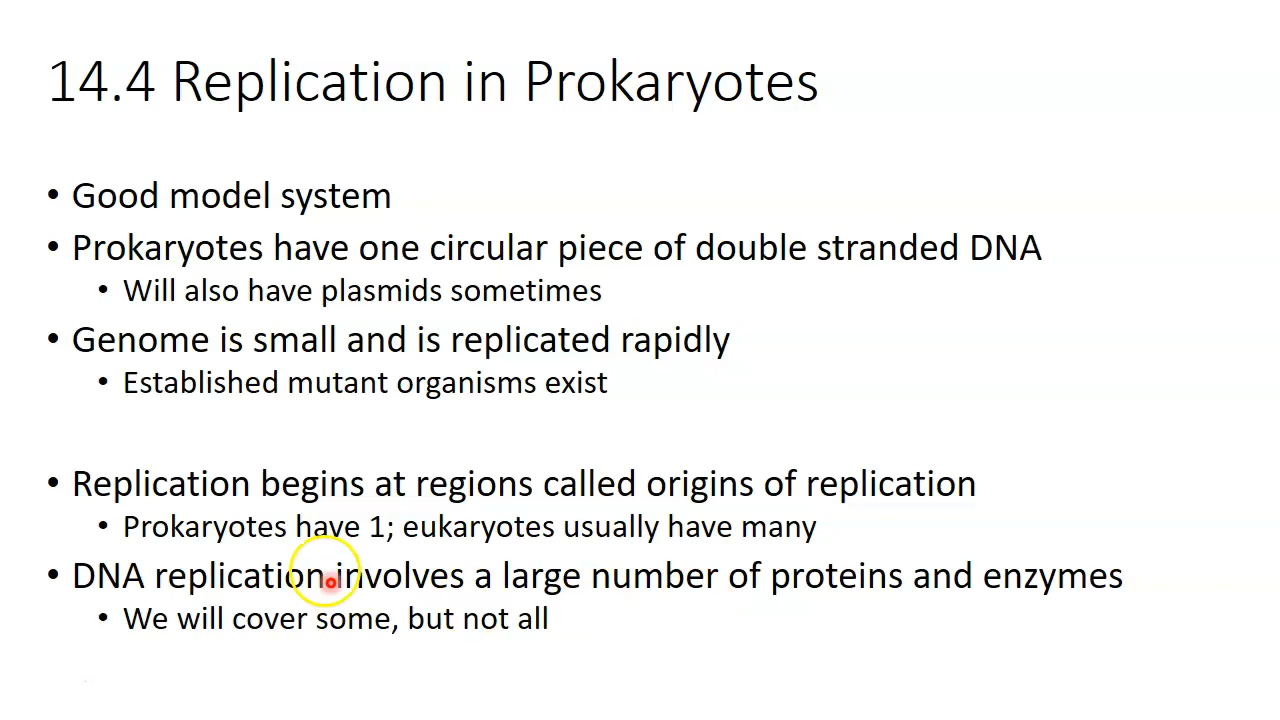 14.4 Replication in Prokaryotes
• Good model system
• Prokaryotes have one circular piece of double stranded DNA
• Will also have plasmids sometimes
• Genome is small and is replicated rapidly
• Established mutant organisms exist
• Replication begins at regions called origins of replication
• Prokaryotes have 1; eukaryotes usually have many
• DNA replication involves a large number of proteins and enzymes
• We will cover some, but not all